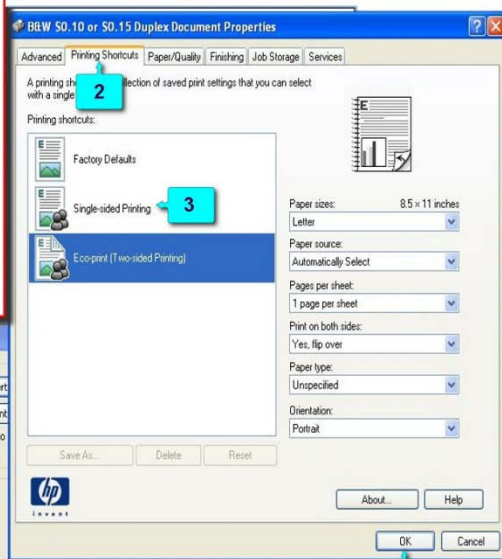 B&W $0.10 or $0.15 Duplex Document Properties
Advanced Printing Shortcuts Paper/Quality Finishing Job Storage Services
A printing sh llection of saved print settings that you can select
with a single
2
Printing shortcuts:
Factory Defaults
Single-sided Printing
3
Eco-print (Two-sided Printing)
Paper sizes: 8.5 × 11 inches
Letter
Paper source:
Automatically Select
Pages per sheet:
1 page per sheet
Print on both sides:
Yes, flip over
Paper type:
Unspecified
Orientation:
Portrait
Save As... Delete Reset
hp
invent
About... Help
OK Cancel